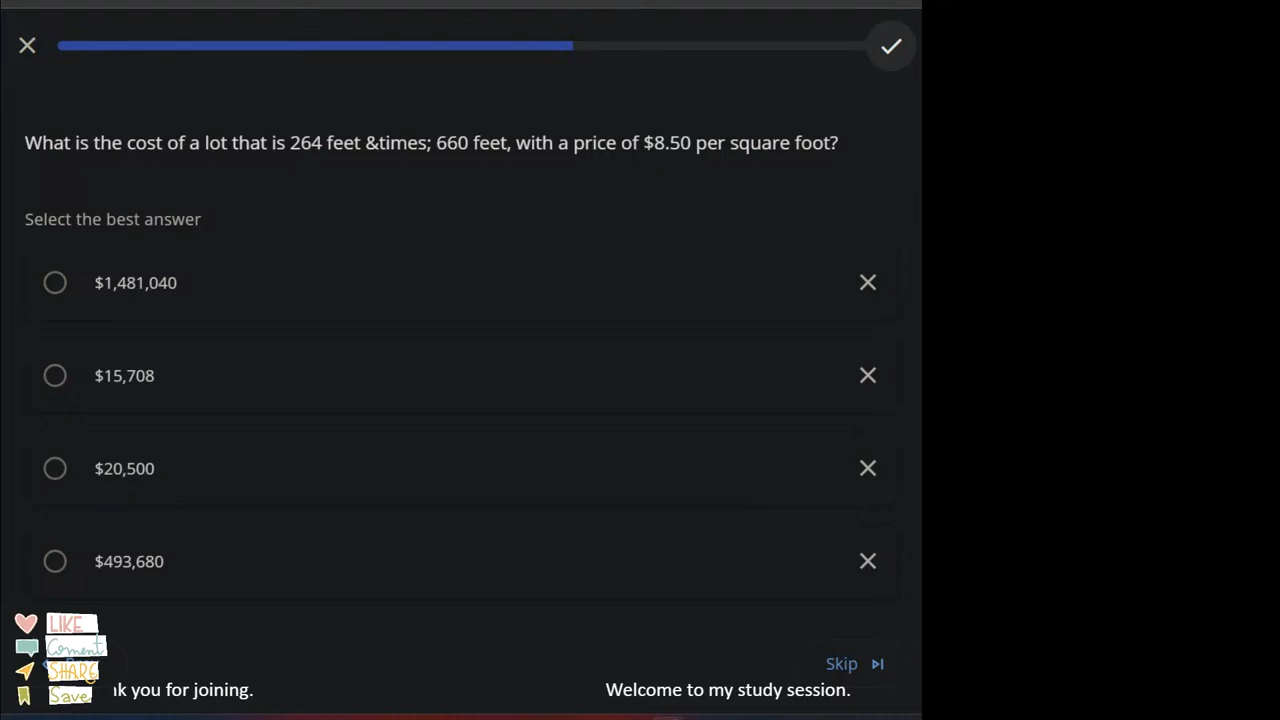 What is the cost of a lot that is 264 feet &times; 660 feet, with a price of $8.50 per square foot?
Select the best answer
$1,481,040
$15,708
$20,500
$493,680
LIKE
Coment
SHARE
Save
Skip
you for joining.
Welcome to my study session.